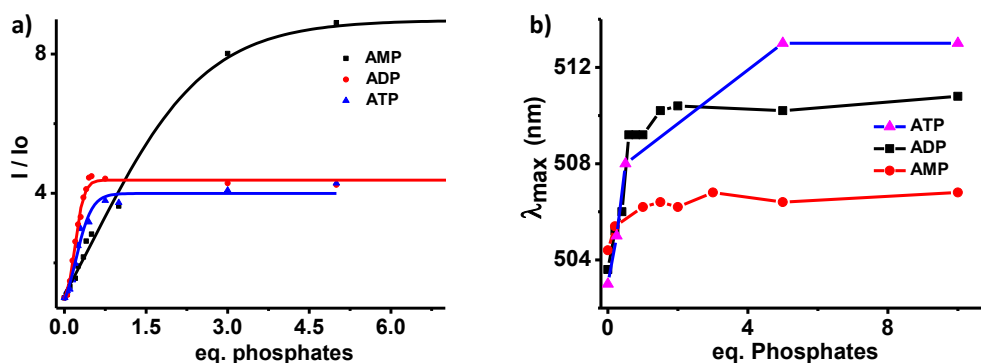 a)
I / Io
8
4
AMP
ADP
ATP
0.0 1.5 3.0 4.5 6.0
eq. phosphates
b)
λmax (nm)
512
508
504
ATP
ADP
AMP
0 4 8
eq. Phosphates